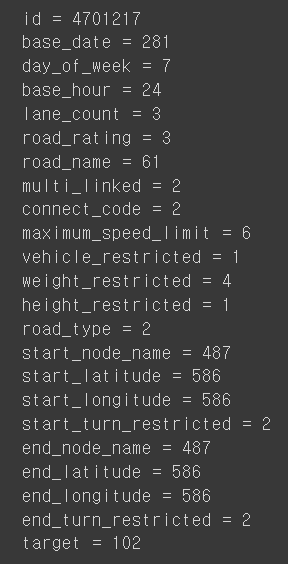 id = 4701217
base_date = 281
day_of_week = 7
base_hour = 24
lane_count = 3
road_rating = 3
road_name = 61
multi_linked = 2
connect_code = 2
maximum_speed_limit = 6
vehicle_restricted = 1
weight_restricted = 4
height_restricted = 1
road_type = 2
start_node_name = 487
start_latitude = 586
start_longitude = 586
start_turn_restricted = 2
end_node_name = 487
end_latitude = 586
end_longitude = 586
end_turn_restricted = 2
target = 102